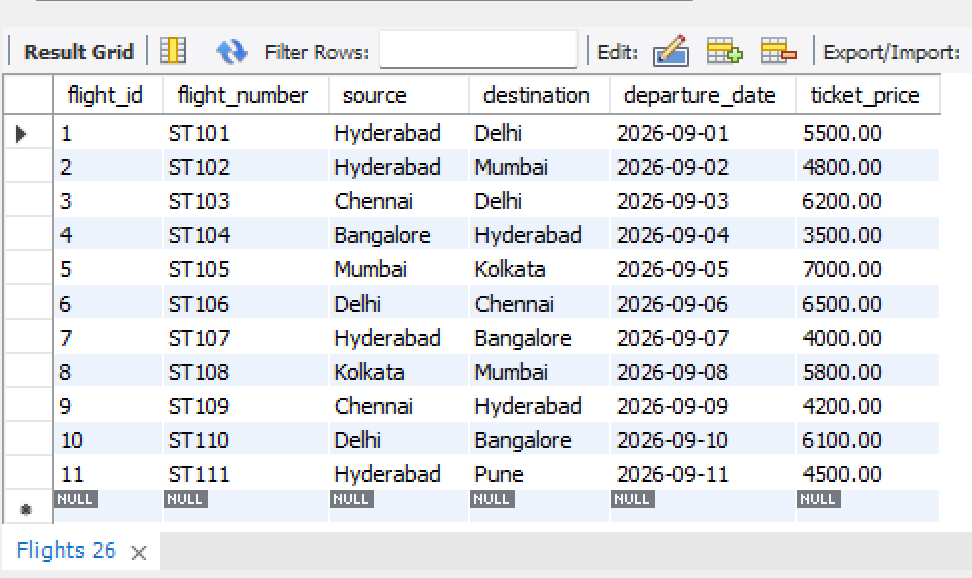 Result Grid Filter Rows: Edit: Export/Import:
flight_id flight_number source destination departure_date ticket_price
1 ST101 Hyderabad Delhi 2026-09-01 5500.00
2 ST102 Hyderabad Mumbai 2026-09-02 4800.00
3 ST103 Chennai Delhi 2026-09-03 6200.00
4 ST104 Bangalore Hyderabad 2026-09-04 3500.00
5 ST105 Mumbai Kolkata 2026-09-05 7000.00
6 ST106 Delhi Chennai 2026-09-06 6500.00
7 ST107 Hyderabad Bangalore 2026-09-07 4000.00
8 ST108 Kolkata Mumbai 2026-09-08 5800.00
9 ST109 Chennai Hyderabad 2026-09-09 4200.00
10 ST110 Delhi Bangalore 2026-09-10 6100.00
11 ST111 Hyderabad Pune 2026-09-11 4500.00
NULL NULL NULL NULL NULL NULL
Flights 26